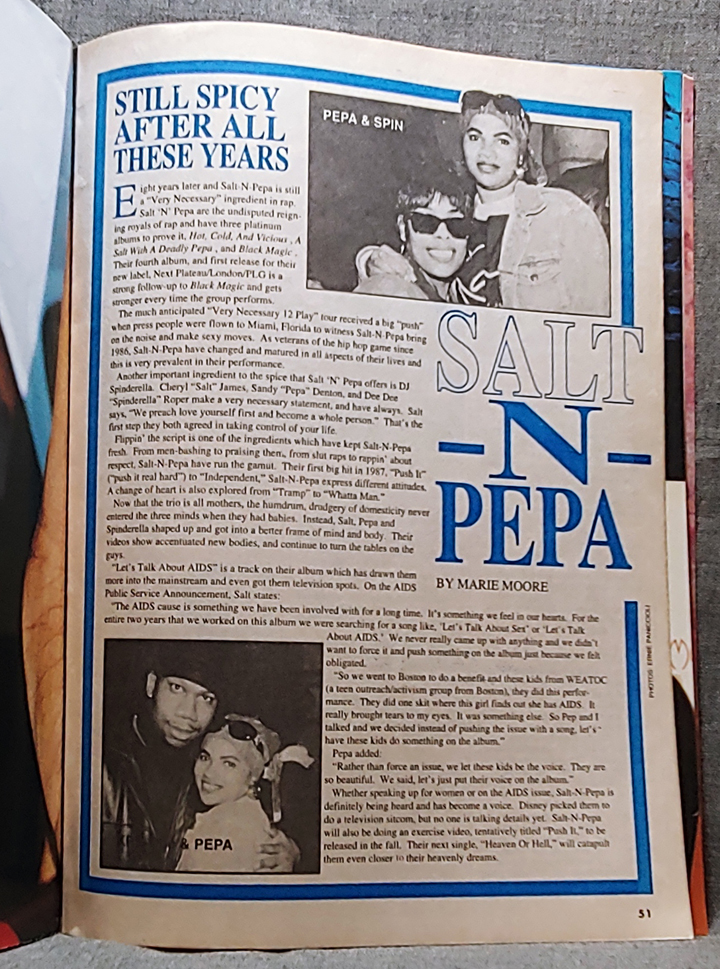 STILL SPICY
AFTER ALL
THESE YEARS
PEPA & SPIN
Eight years later and Salt-N-Pepa is still
a "Very Necessary" ingredient in rap.
Salt 'N' Pepa are the undisputed reign-
ing royals of rap and have three platinum
albums to prove it, Hot, Cold, And Vicious , A
Salt With A Deadly Pepa , and Black Magic .
Their fourth album, and first release for their
new label, Next Plateau/London/PLG is a
strong follow-up to Black Magic and gets
stronger every time the group performs.
The much anticipated "Very Necessary 12 Play" tour received a big "push"
when press people were flown to Miami, Florida to witness Salt-N-Pepa bring
on the noise and make sexy moves. As veterans of the hip hop game since
1986, Salt-N-Pepa have changed and matured in all aspects of their lives and
this is very prevalent in their performance.
Another important ingredient to the spice that Salt 'N' Pepa offers is DJ
Spinderella. Cheryl "Salt" James, Sandy "Pepa" Denton, and Dee Dee
"Spinderella" Roper make a very necessary statement, and have always. Salt
says, "We preach love yourself first and become a whole person." That's the
first step they both agreed in taking control of your life.
Flippin' the script is one of the ingredients which have kept Salt-N-Pepa
fresh. From men-bashing to praising them, from slut raps to rappin' about
respect, Salt-N-Pepa have run the gamut. Their first big hit in 1987, "Push It"
("push it real hard") to "Independent," Salt-N-Pepa express different attitudes.
A change of heart is also explored from "Tramp" to "Whatta Man."
Now that the trio is all mothers, the humdrum, drudgery of domesticity never
entered the three minds when they had babies. Instead, Salt, Pepa and
Spinderella shaped up and got into a better frame of mind and body. Their
videos show accentuated new bodies, and continue to turn the tables on the
guys.
"Let's Talk About AIDS" is a track on their album which has drawn them
more into the mainstream and even got them television spots. On the AIDS
Public Service Announcement, Salt states:
"The AIDS cause is something we have been involved with for a long time. It's something we feel in our hearts. For the
entire two years that we worked on this album we were searching for a song like, 'Let's Talk About Sex' or 'Let's Talk
About AIDS.' We never really came up with anything and we didn't
want to force it and push something on the album just because we felt
obligated.
"So we went to Boston to do a benefit and these kids from WEATOC
(a teen outreach/activism group from Boston), they did this perfor-
mance. They did one skit where this girl finds out she has AIDS. It
really brought tears to my eyes. It was something else. So Pep and I
talked and we decided instead of pushing the issue with a song, let's
have these kids do something on the album."
Pepa added:
"Rather than force an issue, we let these kids be the voice. They are
so beautiful. We said, let's just put their voice on the album."
Whether speaking up for women or on the AIDS issue, Salt-N-Pepa is
definitely being heard and has become a voice. Disney picked them to
do a television sitcom, but no one is talking details yet. Salt-N-Pepa
will also be doing an exercise video, tentatively titled "Push It," to be
released in the fall. Their next single, "Heaven Or Hell," will catapult
them even closer to their heavenly dreams.
SALT
-N-
PEPA
BY MARIE MOORE
PHOTOS: ERNIE PANICCIOLI
& PEPA
51